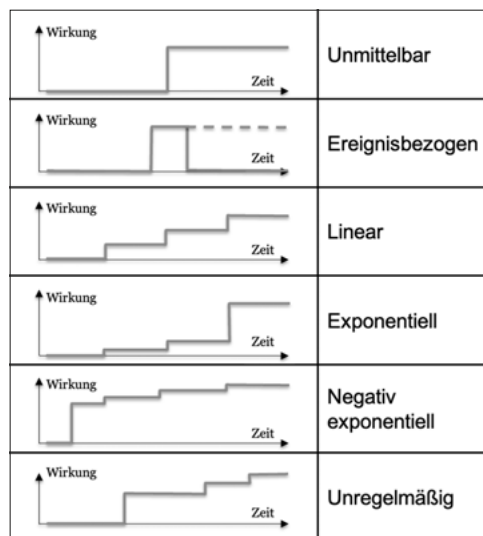 Wirkung
Zeit
Unmittelbar
Wirkung
Zeit
Ereignisbezogen
Wirkung
Zeit
Linear
Wirkung
Zeit
Exponentiell
Wirkung
Zeit
Negativ
exponentiell
Wirkung
Zeit
Unregelmäßig